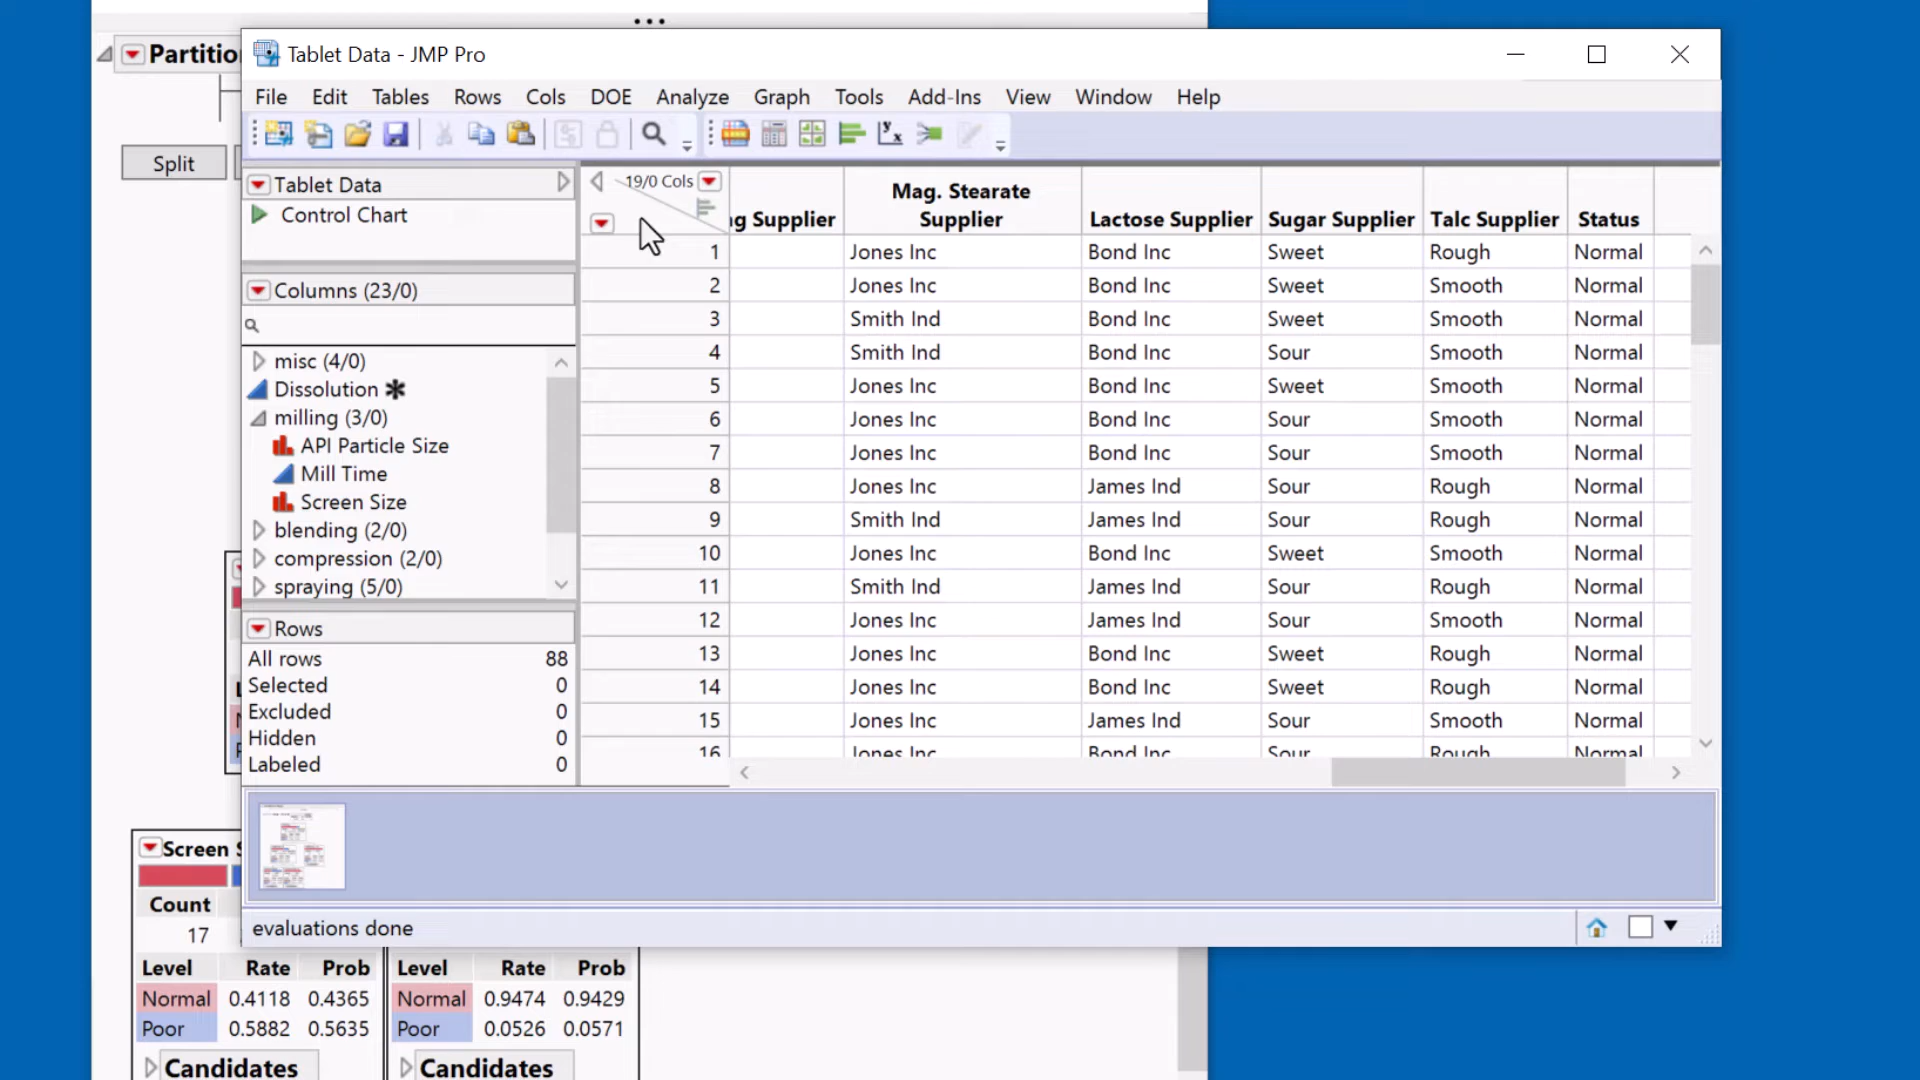 Partitio
Split
Tablet Data - JMP Pro
File Edit Tables Rows Cols DOE Analyze Graph Tools Add-Ins View Window Help
Tablet Data
Control Chart
Columns (23/0)
misc (4/0)
Dissolution ✱
milling (3/0)
API Particle Size
Mill Time
Screen Size
blending (2/0)
compression (2/0)
spraying (5/0)
Rows
All rows 88
Selected 0
Excluded 0
Hidden 0
Labeled 0
19/0 Cols
g Supplier Mag. Stearate Supplier Lactose Supplier Sugar Supplier Talc Supplier Status
1 Jones Inc Bond Inc Sweet Rough Normal
2 Jones Inc Bond Inc Sweet Smooth Normal
3 Smith Ind Bond Inc Sweet Smooth Normal
4 Smith Ind Bond Inc Sour Smooth Normal
5 Jones Inc Bond Inc Sweet Smooth Normal
6 Jones Inc Bond Inc Sour Smooth Normal
7 Jones Inc Bond Inc Sour Smooth Normal
8 Jones Inc James Ind Sour Rough Normal
9 Smith Ind James Ind Sour Rough Normal
10 Jones Inc Bond Inc Sweet Smooth Normal
11 Smith Ind James Ind Sour Rough Normal
12 Jones Inc James Ind Sour Smooth Normal
13 Jones Inc Bond Inc Sweet Rough Normal
14 Jones Inc Bond Inc Sweet Rough Normal
15 Jones Inc James Ind Sour Smooth Normal
16 Jones Inc Bond Inc Sour Rough Normal
evaluations done
Screen S
Count
17
Level Rate Prob
Normal 0.4118 0.4365
Poor 0.5882 0.5635
Candidates
Level Rate Prob
Normal 0.9474 0.9429
Poor 0.0526 0.0571
Candidates